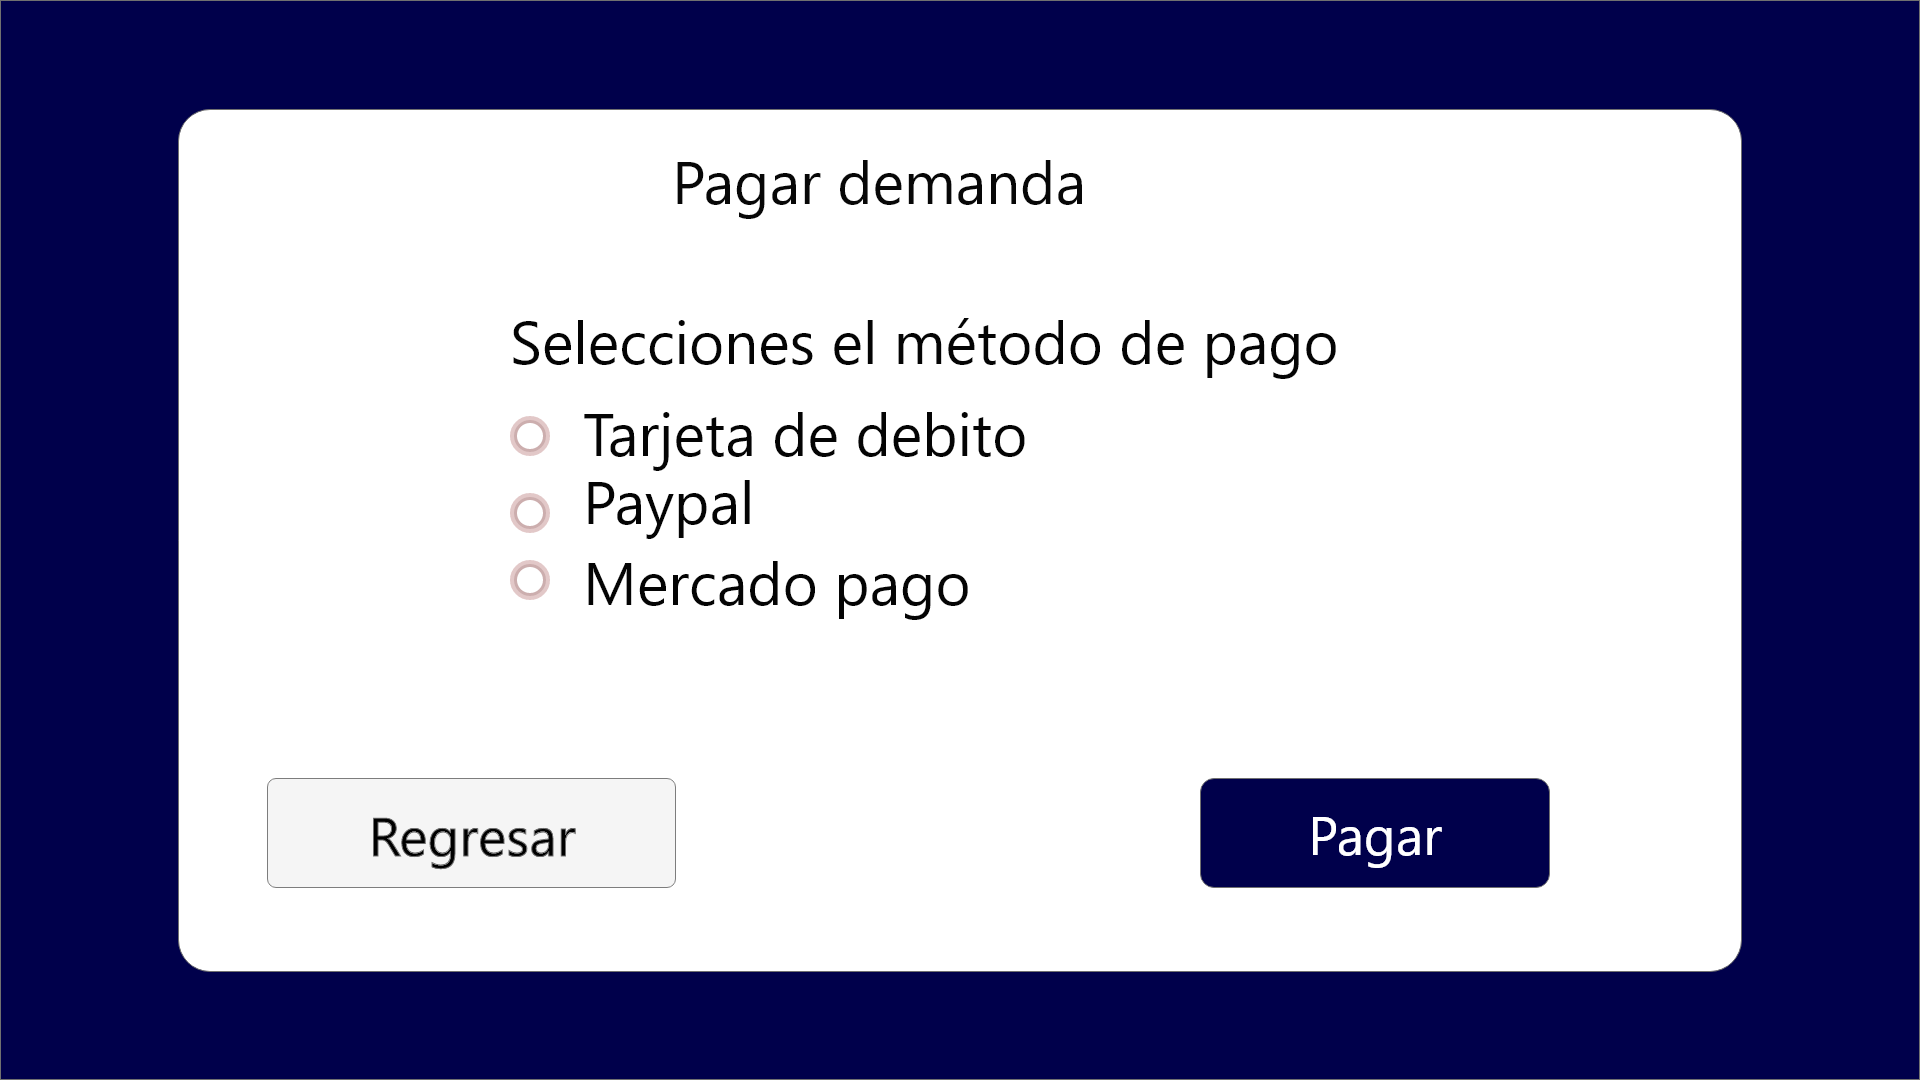 Pagar demanda
Selecciones el método de pago
Tarjeta de debito
Paypal
Mercado pago
Regresar
Pagar